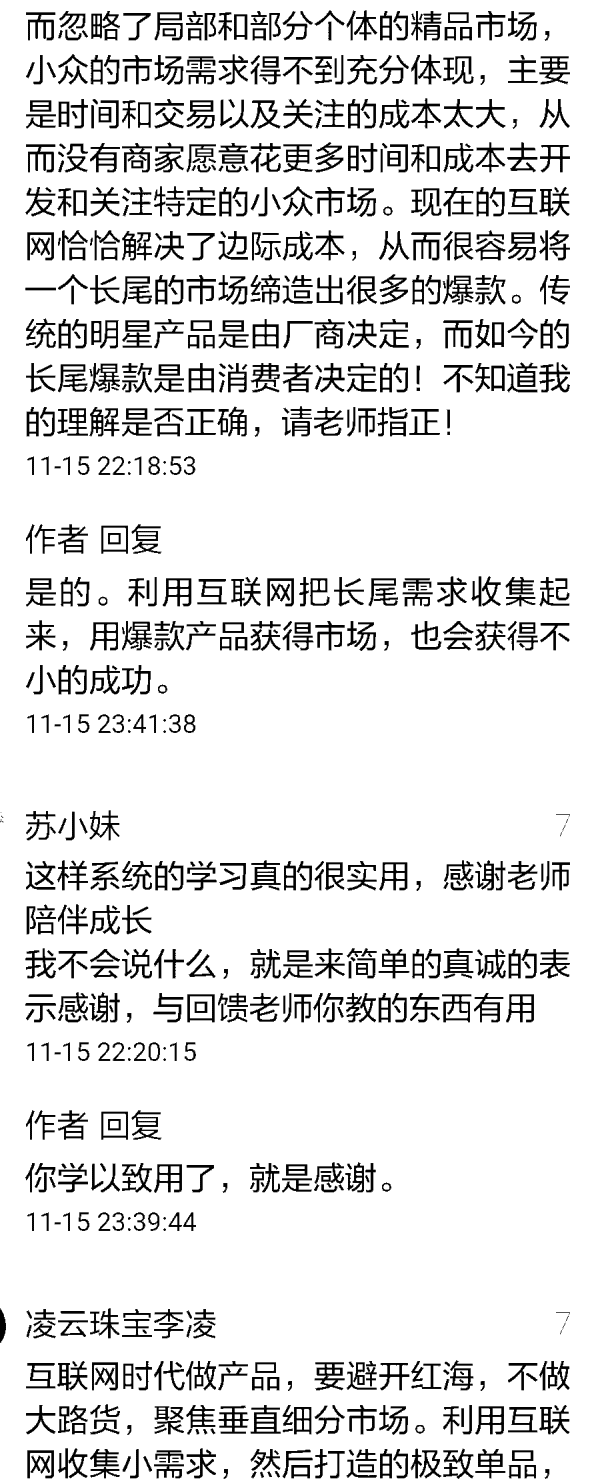 而忽略了局部和部分个体的精品市场，
小众的市场需求得不到充分体现，主要
是时间和交易以及关注的成本太大，从
而没有商家愿意花更多时间和成本去开
发和关注特定的小众市场。现在的互联
网恰恰解决了边际成本，从而很容易将
一个长尾的市场缔造出很多的爆款。传
统的明星产品是由厂商决定，而如今的
长尾爆款是由消费者决定的！不知道我
的理解是否正确，请老师指正！
11-15 22:18:53
作者 回复
是的。利用互联网把长尾需求收集起
来，用爆款产品获得市场，也会获得不
小的成功。
11-15 23:41:38
苏小妹 7
这样系统的学习真的很实用，感谢老师
陪伴成长
我不会说什么，就是来简单的真诚的表
示感谢，与回馈老师你教的东西有用
11-15 22:20:15
作者 回复
你学以致用了，就是感谢。
11-15 23:39:44
凌云珠宝李凌 7
互联网时代做产品，要避开红海，不做
大路货，聚焦垂直细分市场。利用互联
网收集小需求，然后打造的极致单品，